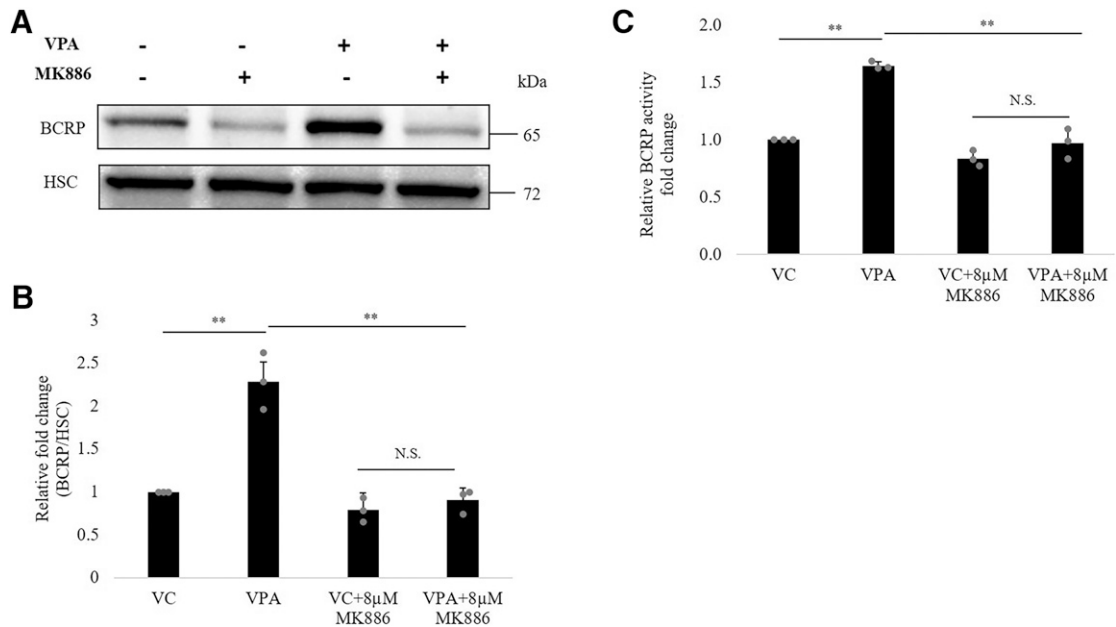 A
VPA - - + +
MK886 - + - + kDa
BCRP 65
HSC 72
B
Relative fold change
(BCRP/HSC)
3
2.5
2
1.5
1
0.5
0
**
**
N.S.
VC VPA VC+8µM VPA+8µM
MK886 MK886
C
Relative BCRP activity
fold change
2.0
1.5
1.0
0.5
0.0
**
**
N.S.
VC VPA VC+8µM VPA+8µM
MK886 MK886